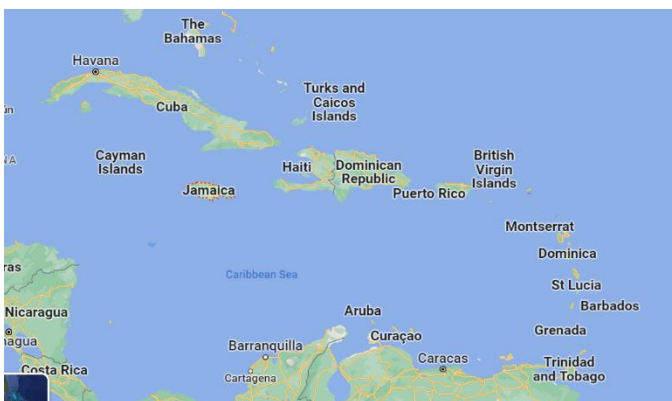 The
Bahamas
Havana
Turks and
Caicos
Islands
Cuba
Cayman
Islands
Haiti
Dominican
Republic
British
Virgin
Islands
Jamaica
Puerto Rico
Montserrat
Dominica
Caribbean Sea
St Lucia
Barbados
Nicaragua
Aruba
Curaçao
Grenada
Barranquilla
Caracas
Trinidad
and Tobago
Costa Rica
Cartagena